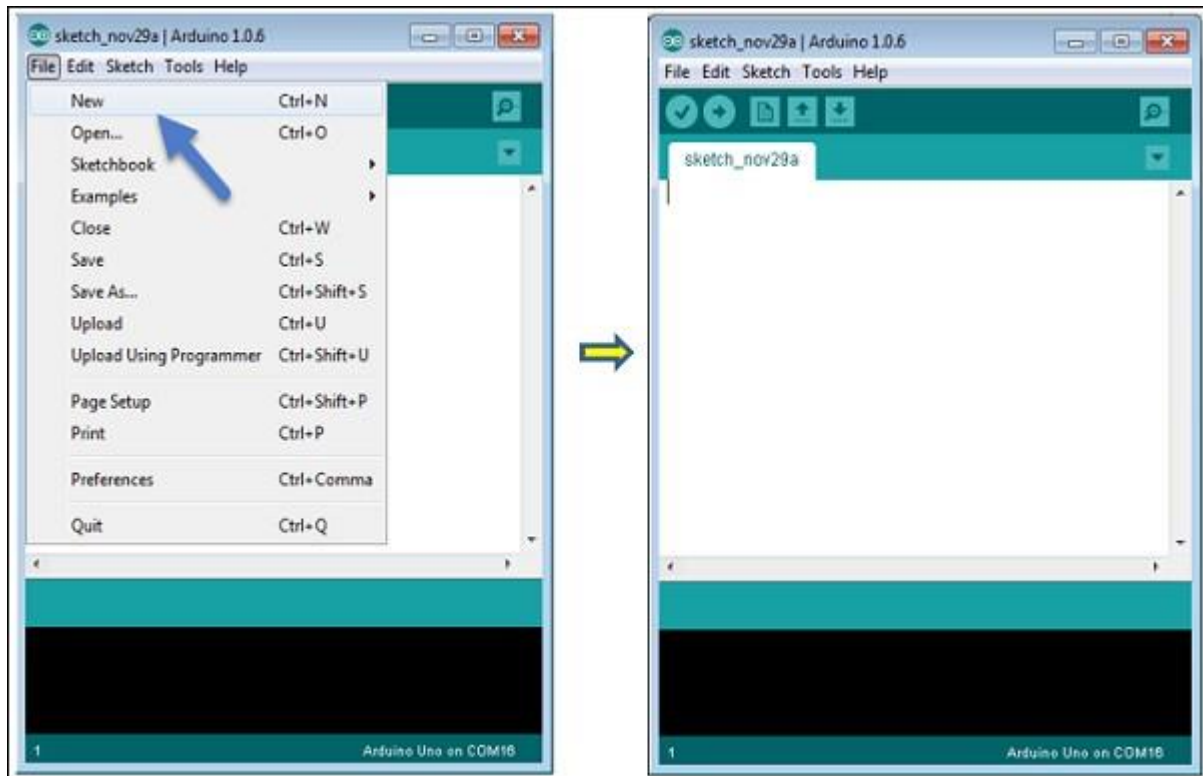 sketch_nov29a | Arduino 1.0.6
File Edit Sketch Tools Help
New Ctrl+N
Open... Ctrl+O
Sketchbook
Examples
Close Ctrl+W
Save Ctrl+S
Save As... Ctrl+Shift+S
Upload Ctrl+U
Upload Using Programmer Ctrl+Shift+U
Page Setup Ctrl+Shift+P
Print Ctrl+P
Preferences Ctrl+Comma
Quit Ctrl+Q
1 Arduino Uno on COM16
sketch_nov29a | Arduino 1.0.6
File Edit Sketch Tools Help
sketch_nov29a
1 Arduino Uno on COM16